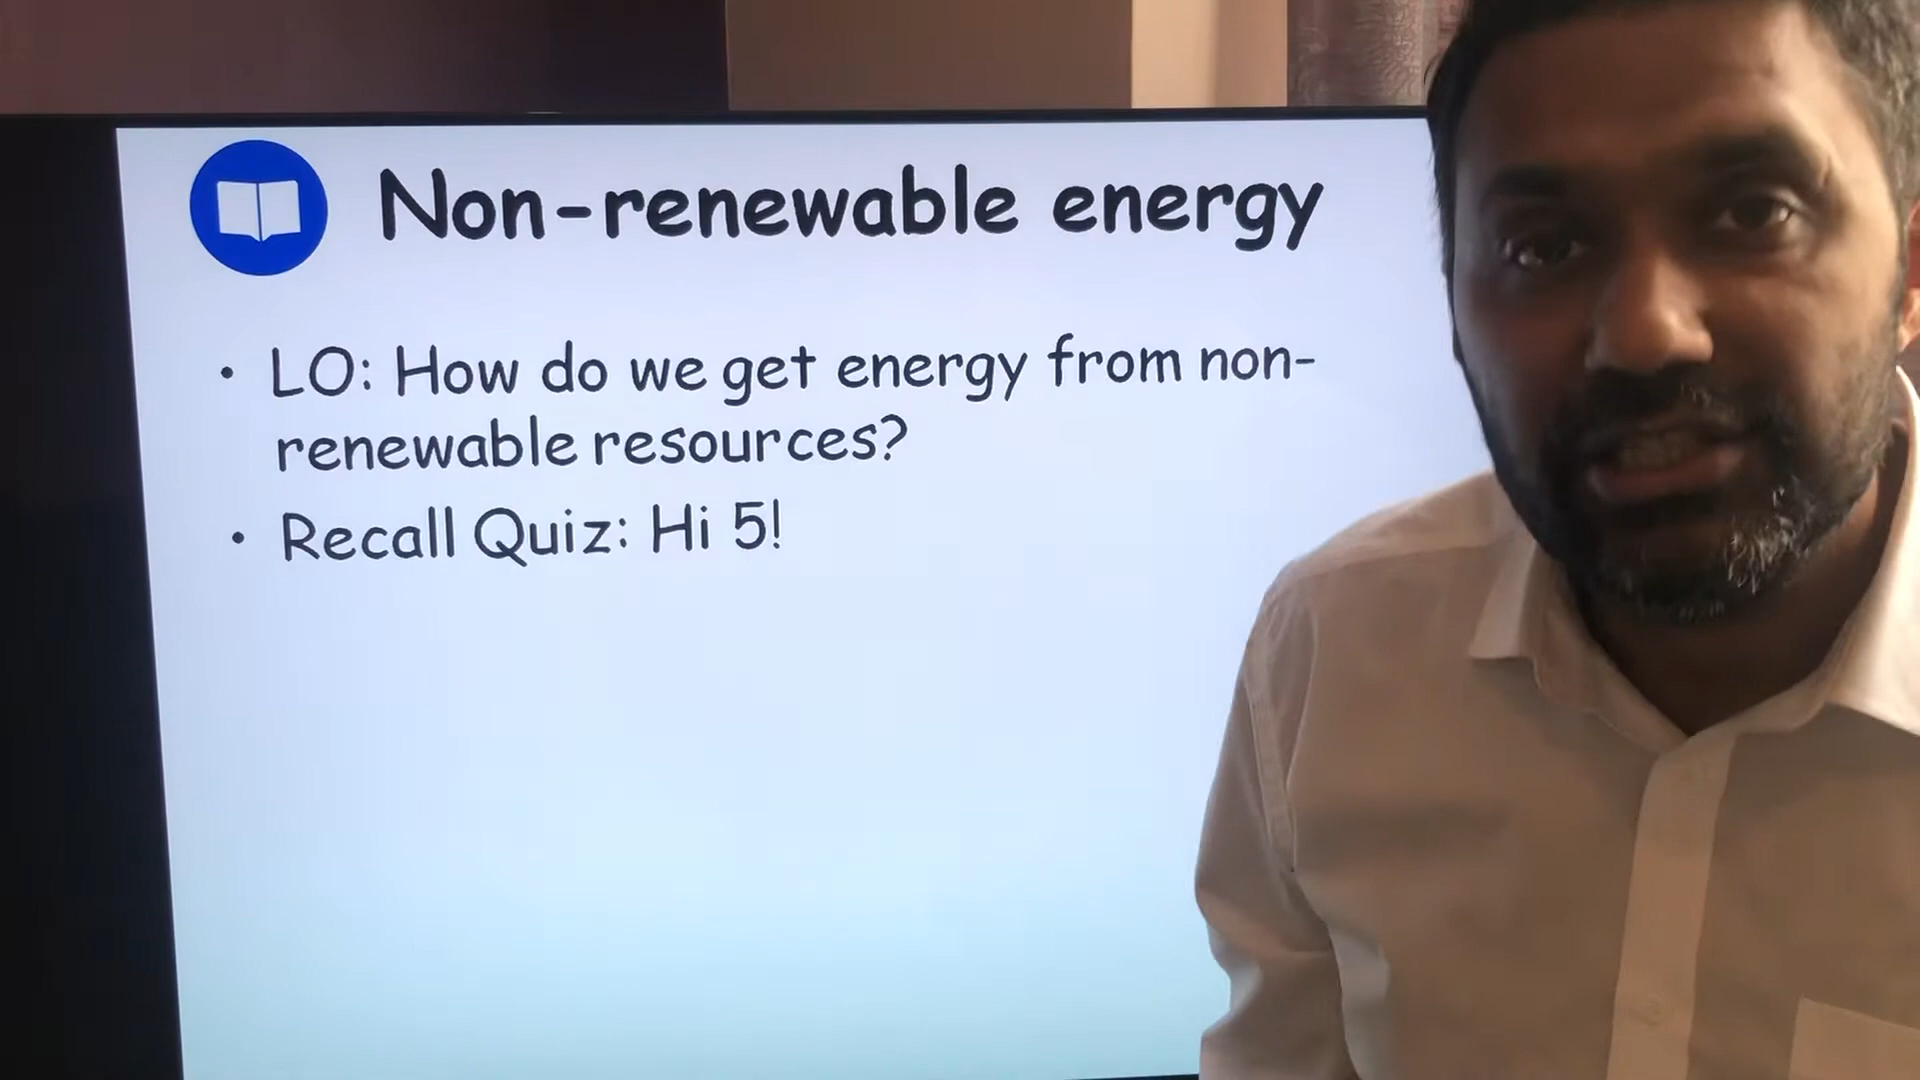 Non-renewable energy
• LO: How do we get energy from non-
renewable resources?
• Recall Quiz: Hi 5!